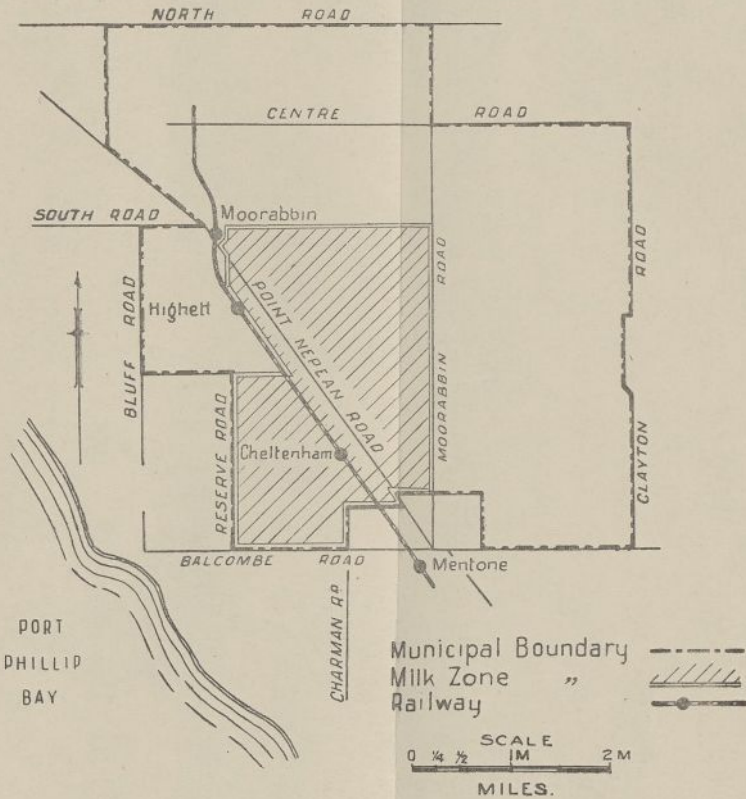 NORTH ROAD
CENTRE ROAD
SOUTH ROAD
Moorabbin
ROAD
ROAD
BLUFF ROAD
Highett
POINT NEPEAN ROAD
MOORABBIN
RESERVE ROAD
Cheltenham
CLAYTON
BALCOMBE ROAD
Mentone
CHARMAN RD
PORT
PHILLIP
BAY
Municipal Boundary
Milk Zone "
Railway
SCALE
0 ¼ ½ 1M 2M
MILES.